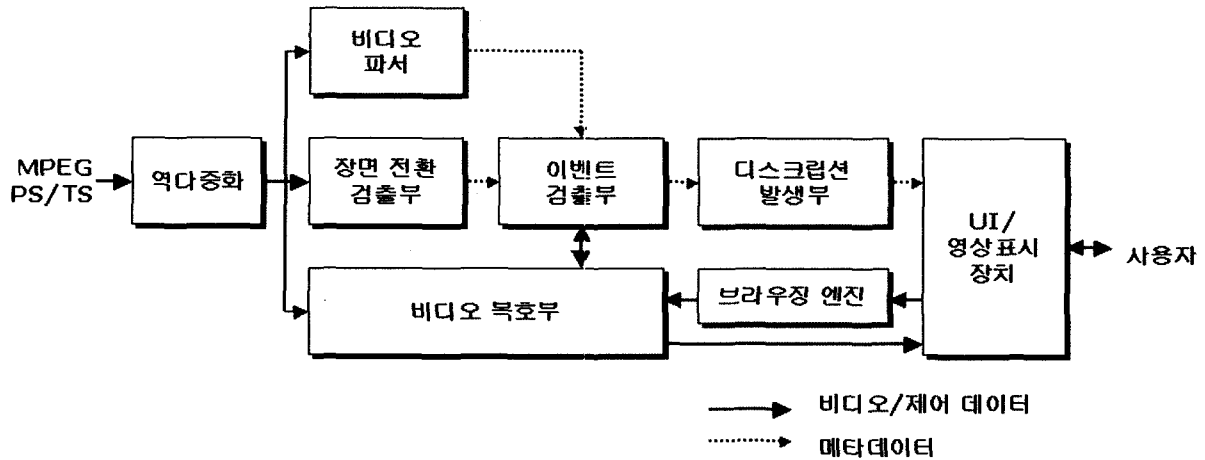 비디오
파서
MPEG
PS/TS
역다중화
장면 전환
검출부
이벤트
검출부
디스크립션
발생부
UI/
영상표시
장치
사용자
비디오 복호부
브라우징 엔진
비디오/제어 데이터
메타데이터